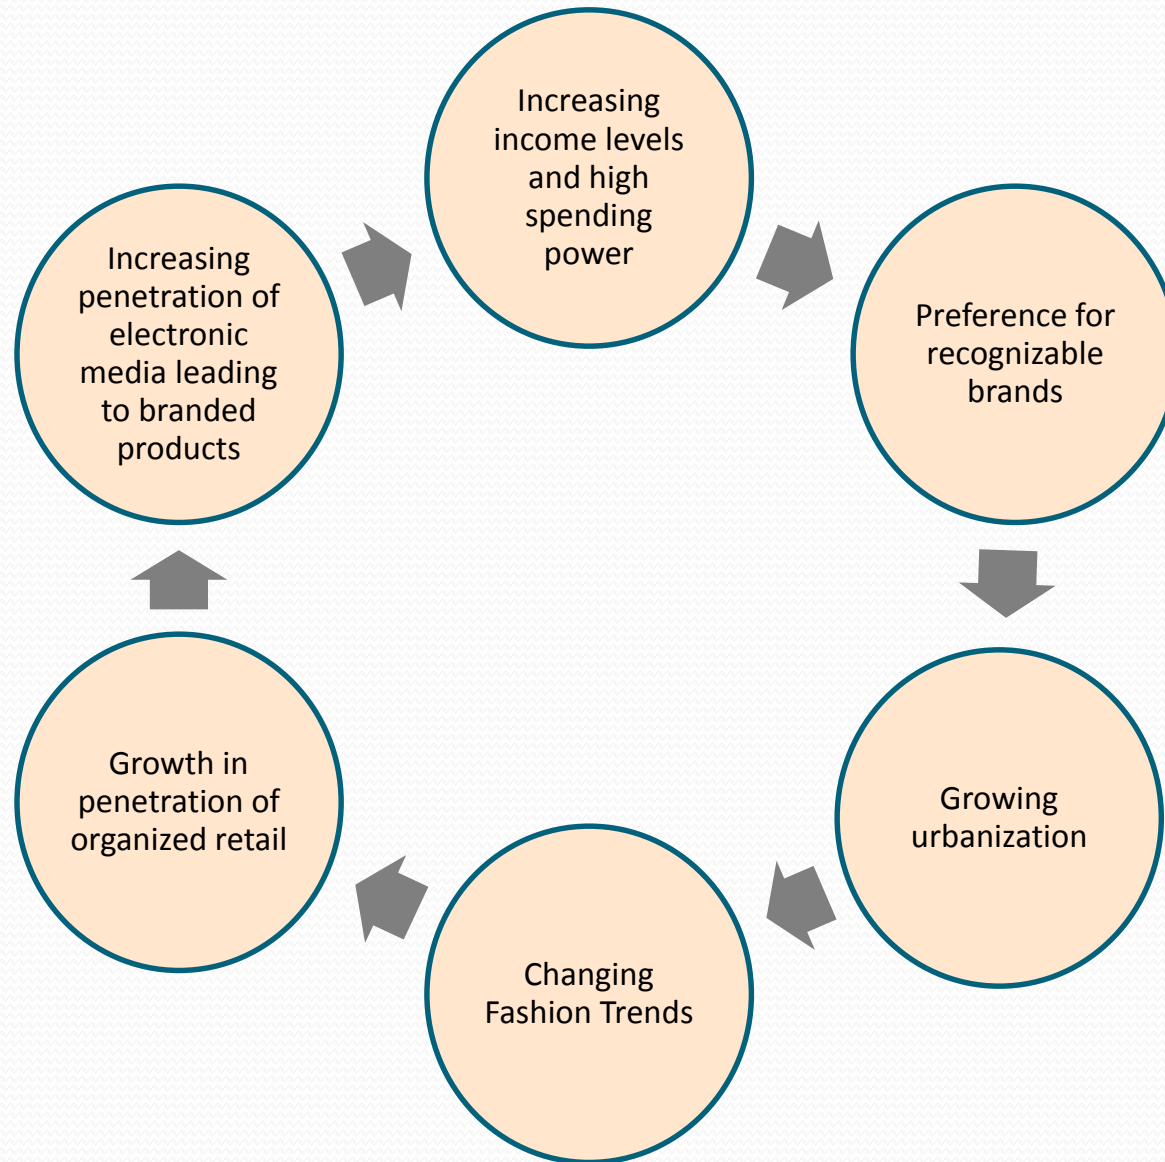 Increasing
income levels
and high
spending
power
Preference for
recognizable
brands
Growing
urbanization
Changing
Fashion Trends
Growth in
penetration of
organized retail
Increasing
penetration of
electronic
media leading
to branded
products